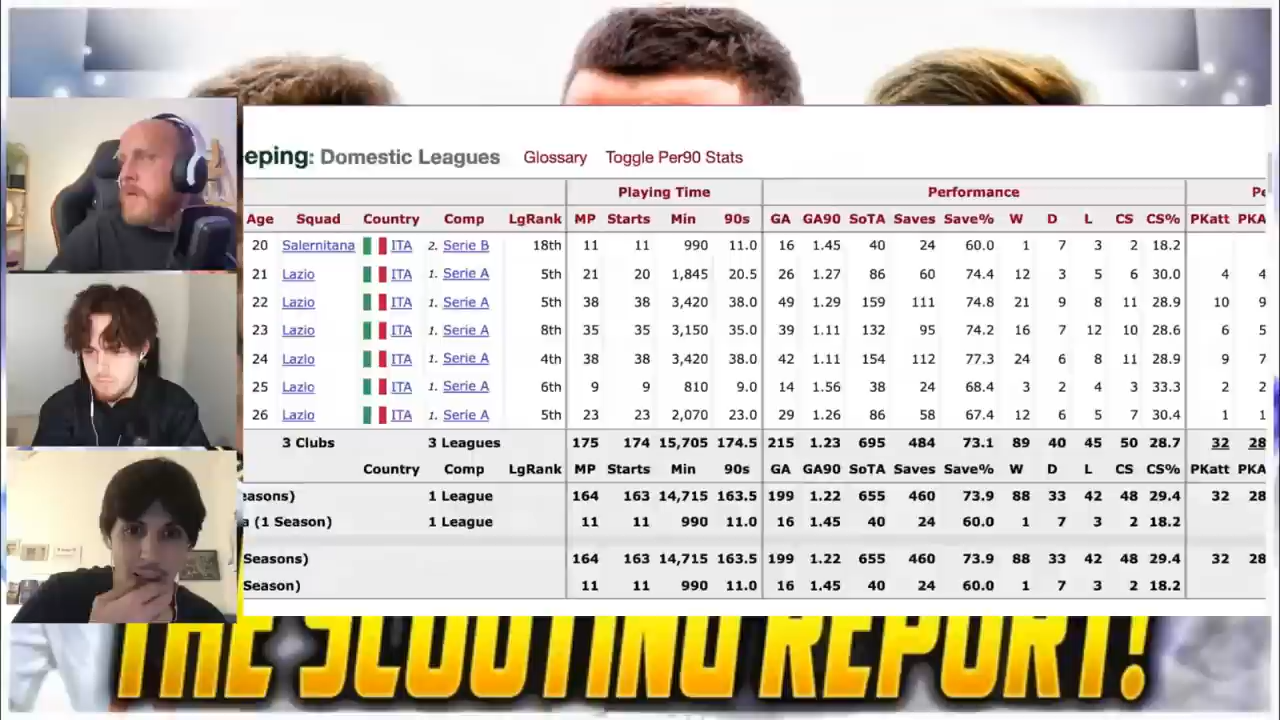 eping: Domestic Leagues Glossary Toggle Per90 Stats
Playing Time Performance Pe
Age Squad Country Comp LgRank MP Starts Min 90s GA GA90 SoTA Saves Save% W D L CS CS% PKatt PKA
20 Salernitana ITA 2. Serie B 18th 11 11 990 11.0 16 1.45 40 24 60.0 1 7 3 2 18.2
21 Lazio ITA 1. Serie A 5th 21 20 1,845 20.5 26 1.27 86 60 74.4 12 3 5 6 30.0 4 4
22 Lazio ITA 1. Serie A 5th 38 38 3,420 38.0 49 1.29 159 111 74.8 21 9 8 11 28.9 10 9
23 Lazio ITA 1. Serie A 8th 35 35 3,150 35.0 39 1.11 132 95 74.2 16 7 12 10 28.6 6 5
24 Lazio ITA 1. Serie A 4th 38 38 3,420 38.0 42 1.11 154 112 77.3 24 6 8 11 28.9 9 7
25 Lazio ITA 1. Serie A 6th 9 9 810 9.0 14 1.56 38 24 68.4 3 2 4 3 33.3 2 2
26 Lazio ITA 1. Serie A 5th 23 23 2,070 23.0 29 1.26 86 58 67.4 12 6 5 7 30.4 1 1
3 Clubs 3 Leagues 175 174 15,705 174.5 215 1.23 695 484 73.1 89 40 45 50 28.7 32 28
Country Comp LgRank MP Starts Min 90s GA GA90 SoTA Saves Save% W D L CS CS% PKatt PKA
easons) 1 League 164 163 14,715 163.5 199 1.22 655 460 73.9 88 33 42 48 29.4 32 28
a (1 Season) 1 League 11 11 990 11.0 16 1.45 40 24 60.0 1 7 3 2 18.2
Seasons) 164 163 14,715 163.5 199 1.22 655 460 73.9 88 33 42 48 29.4 32 28
Season) 11 11 990 11.0 16 1.45 40 24 60.0 1 7 3 2 18.2
THE SCOUTING REPORT!